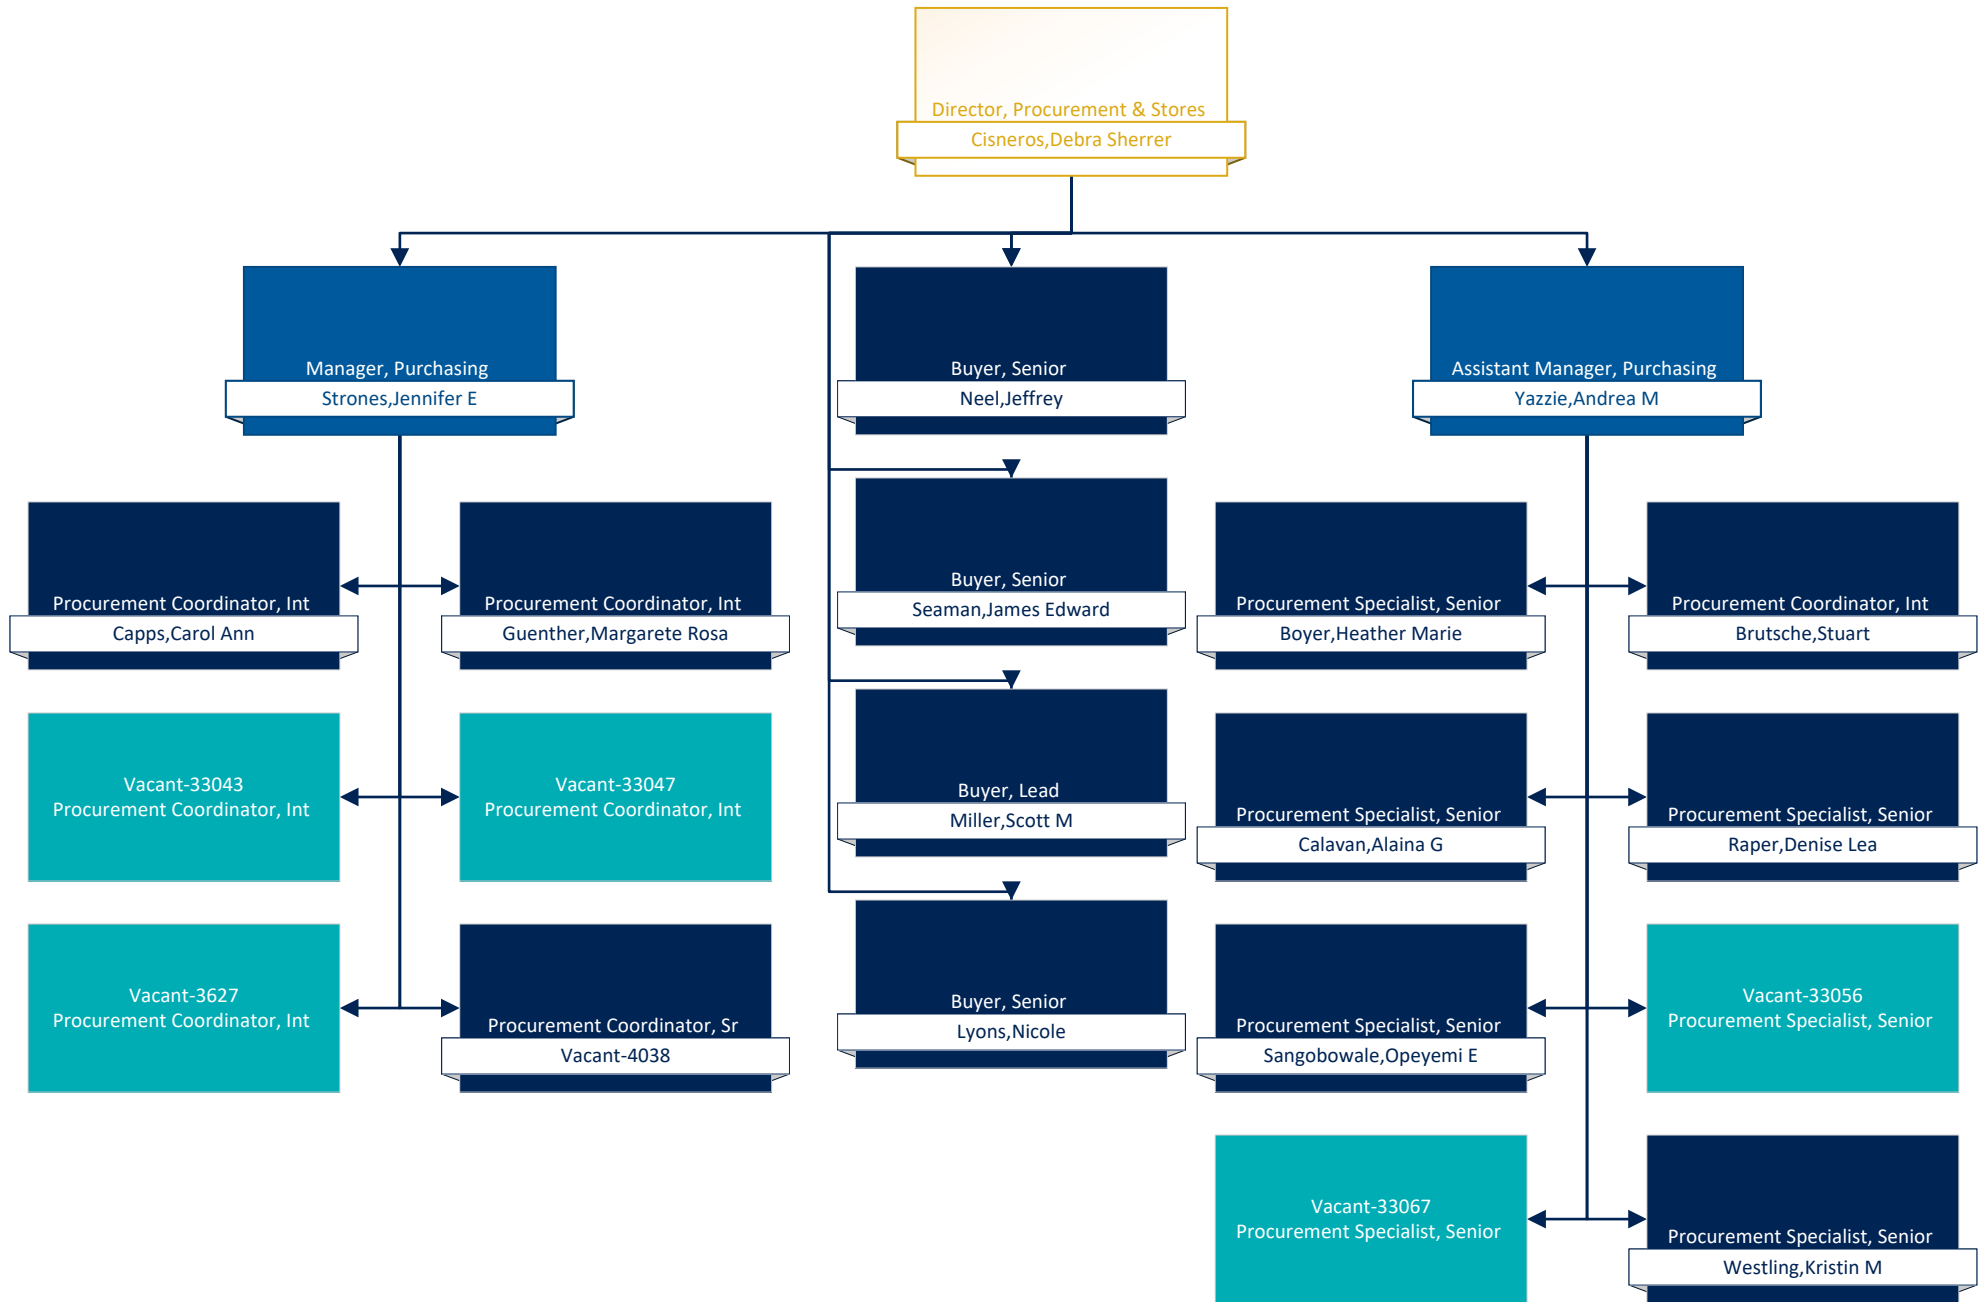 Director, Procurement & Stores
Cisneros,Debra Sherrer
Manager, Purchasing
Strones,Jennifer E
Buyer, Senior
Neel,Jeffrey
Assistant Manager, Purchasing
Yazzie,Andrea M
Procurement Coordinator, Int
Capps,Carol Ann
Procurement Coordinator, Int
Guenther,Margarete Rosa
Buyer, Senior
Seaman,James Edward
Procurement Specialist, Senior
Boyer,Heather Marie
Procurement Coordinator, Int
Brutsche,Stuart
Vacant-33043
Procurement Coordinator, Int
Vacant-33047
Procurement Coordinator, Int
Buyer, Lead
Miller,Scott M
Procurement Specialist, Senior
Calavan,Alaina G
Procurement Specialist, Senior
Raper,Denise Lea
Vacant-3627
Procurement Coordinator, Int
Procurement Coordinator, Sr
Vacant-4038
Buyer, Senior
Lyons,Nicole
Procurement Specialist, Senior
Sangobowale,Opeyemi E
Vacant-33056
Procurement Specialist, Senior
Vacant-33067
Procurement Specialist, Senior
Procurement Specialist, Senior
Westling,Kristin M